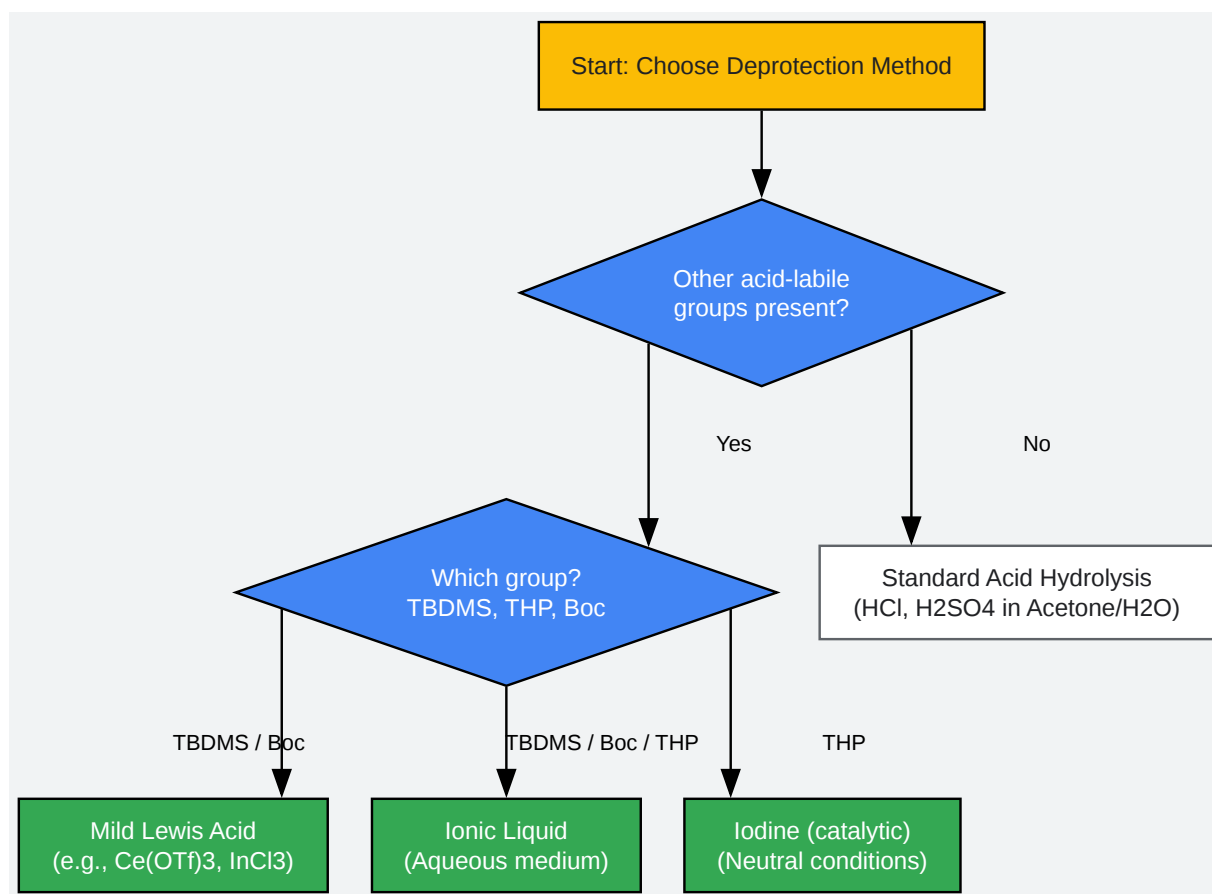 Start: Choose Deprotection Method
Other acid-labile
groups present?
Yes
No
Which group?
TBDMS, THP, Boc
Standard Acid Hydrolysis
(HCl, H2SO4 in Acetone/H2O)
TBDMS / Boc
TBDMS / Boc / THP
THP
Mild Lewis Acid
(e.g., Ce(OTf)3, InCl3)
Ionic Liquid
(Aqueous medium)
Iodine (catalytic)
(Neutral conditions)